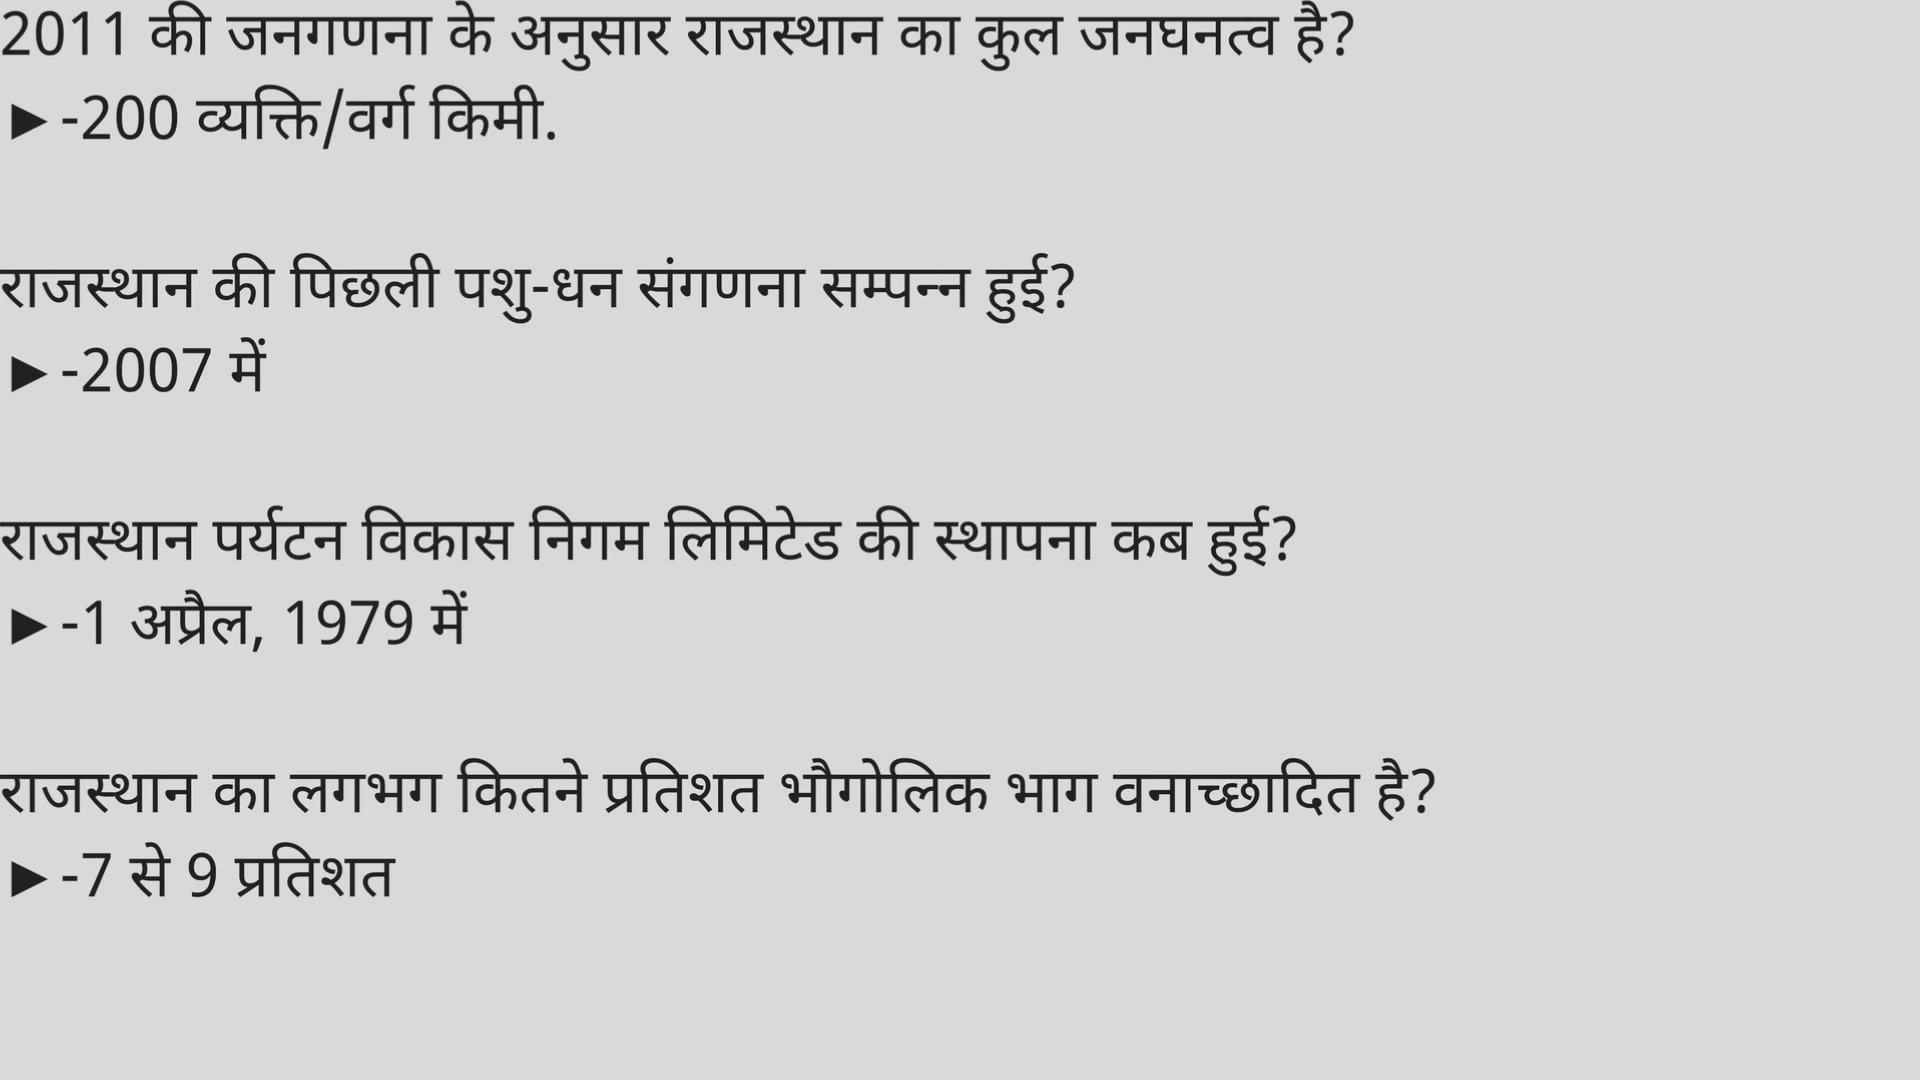 2011 की जनगणना के अनुसार राजस्थान का कुल जनघनत्व है?
►-200 व्यक्ति/वर्ग किमी.
राजस्थान की पिछली पशु-धन संगणना सम्पन्न हुई?
►-2007 में
राजस्थान पर्यटन विकास निगम लिमिटेड की स्थापना कब हुई?
►-1 अप्रैल, 1979 में
राजस्थान का लगभग कितने प्रतिशत भौगोलिक भाग वनाच्छादित है?
►-7 से 9 प्रतिशत